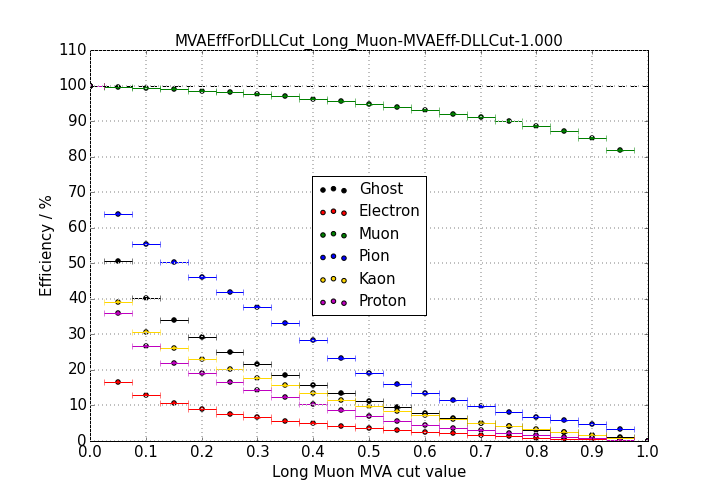 MVAEffForDLLCut_Long_Muon-MVAEff-DLLCut-1.000
110
100
90
80
70
60
50
40
30
20
10
0
Efficiency / %
Ghost
Electron
Muon
Pion
Kaon
Proton
0.0 0.1 0.2 0.3 0.4 0.5 0.6 0.7 0.8 0.9 1.0
Long Muon MVA cut value